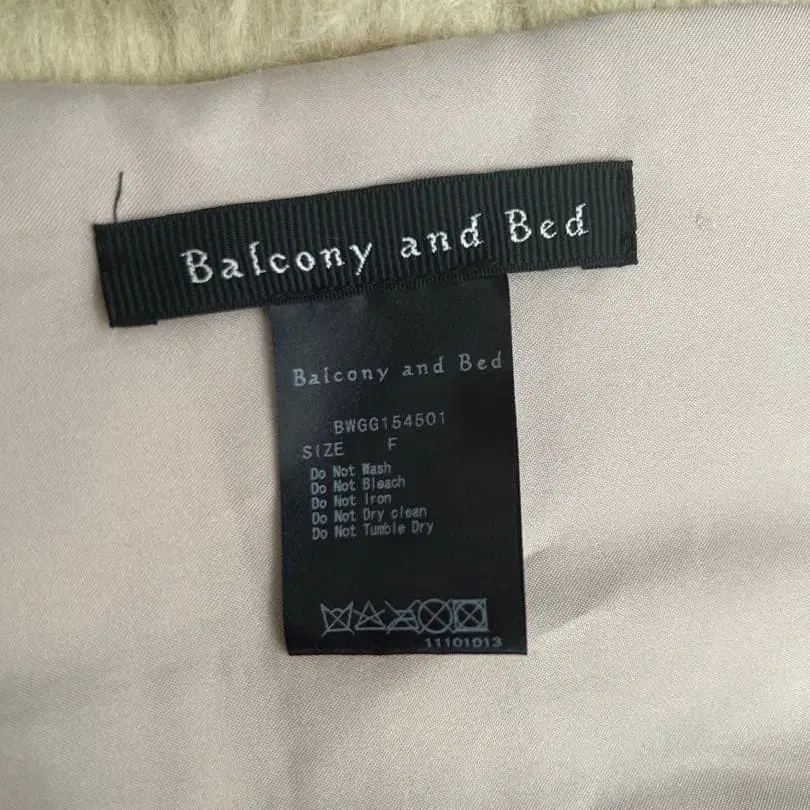 Balcony and Bed
Balcony and Bed
BWGG154501
SIZE F
Do Not Wash
Do Not Bleach
Do Not Iron
Do Not Dry clean
Do Not Tumble Dry
11101013